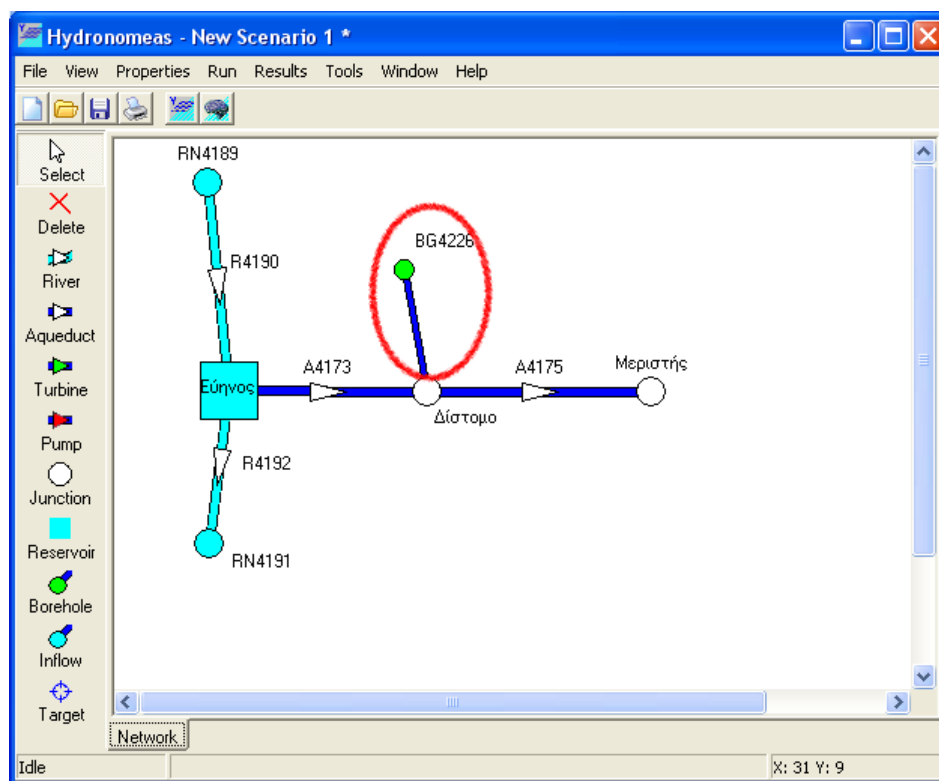 Hydronomeas - New Scenario 1 *
File View Properties Run Results Tools Window Help
Select
Delete
River
Aqueduct
Turbine
Pump
Junction
Reservoir
Borehole
Inflow
Target
RN4189
R4190
BG4226
Εύηνος
A4173
A4175
Μεριστής
Δίστομο
R4192
RN4191
Network
Idle
X: 31 Y: 9